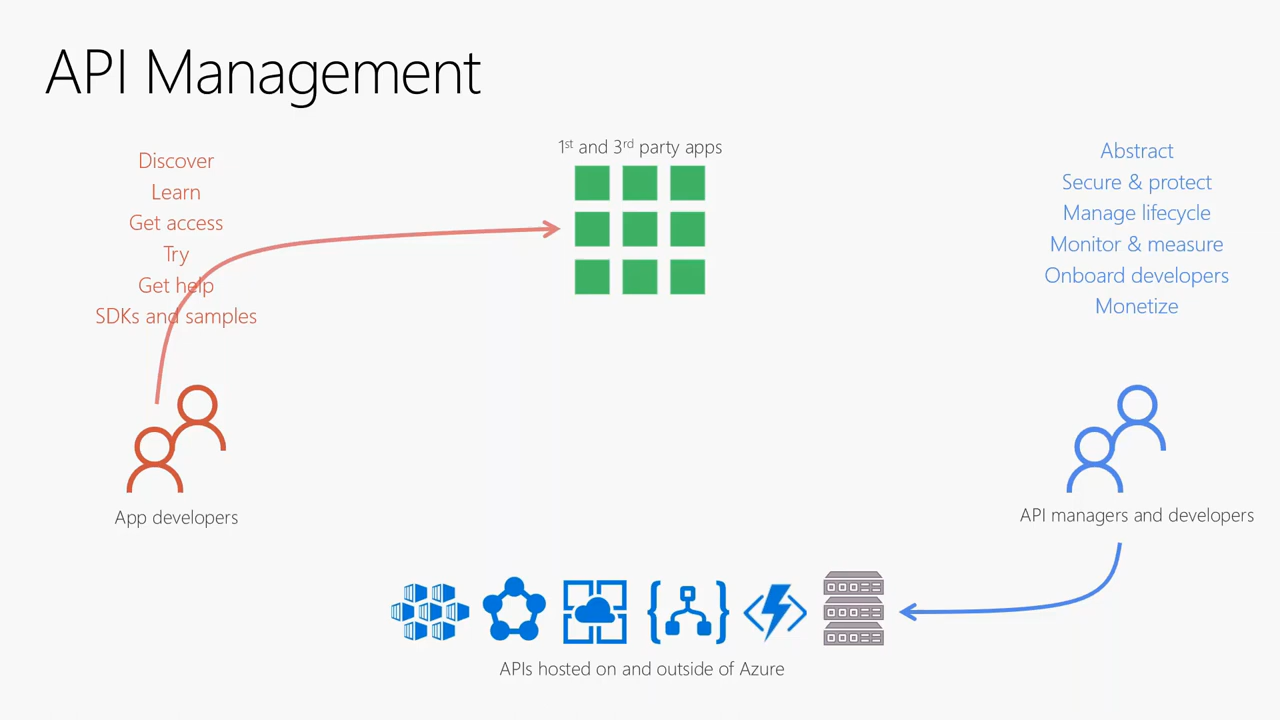 API Management
Discover
Learn
Get access
Try
Get help
SDKs and samples
App developers
1st and 3rd party apps
Abstract
Secure & protect
Manage lifecycle
Monitor & measure
Onboard developers
Monetize
API managers and developers
APIs hosted on and outside of Azure